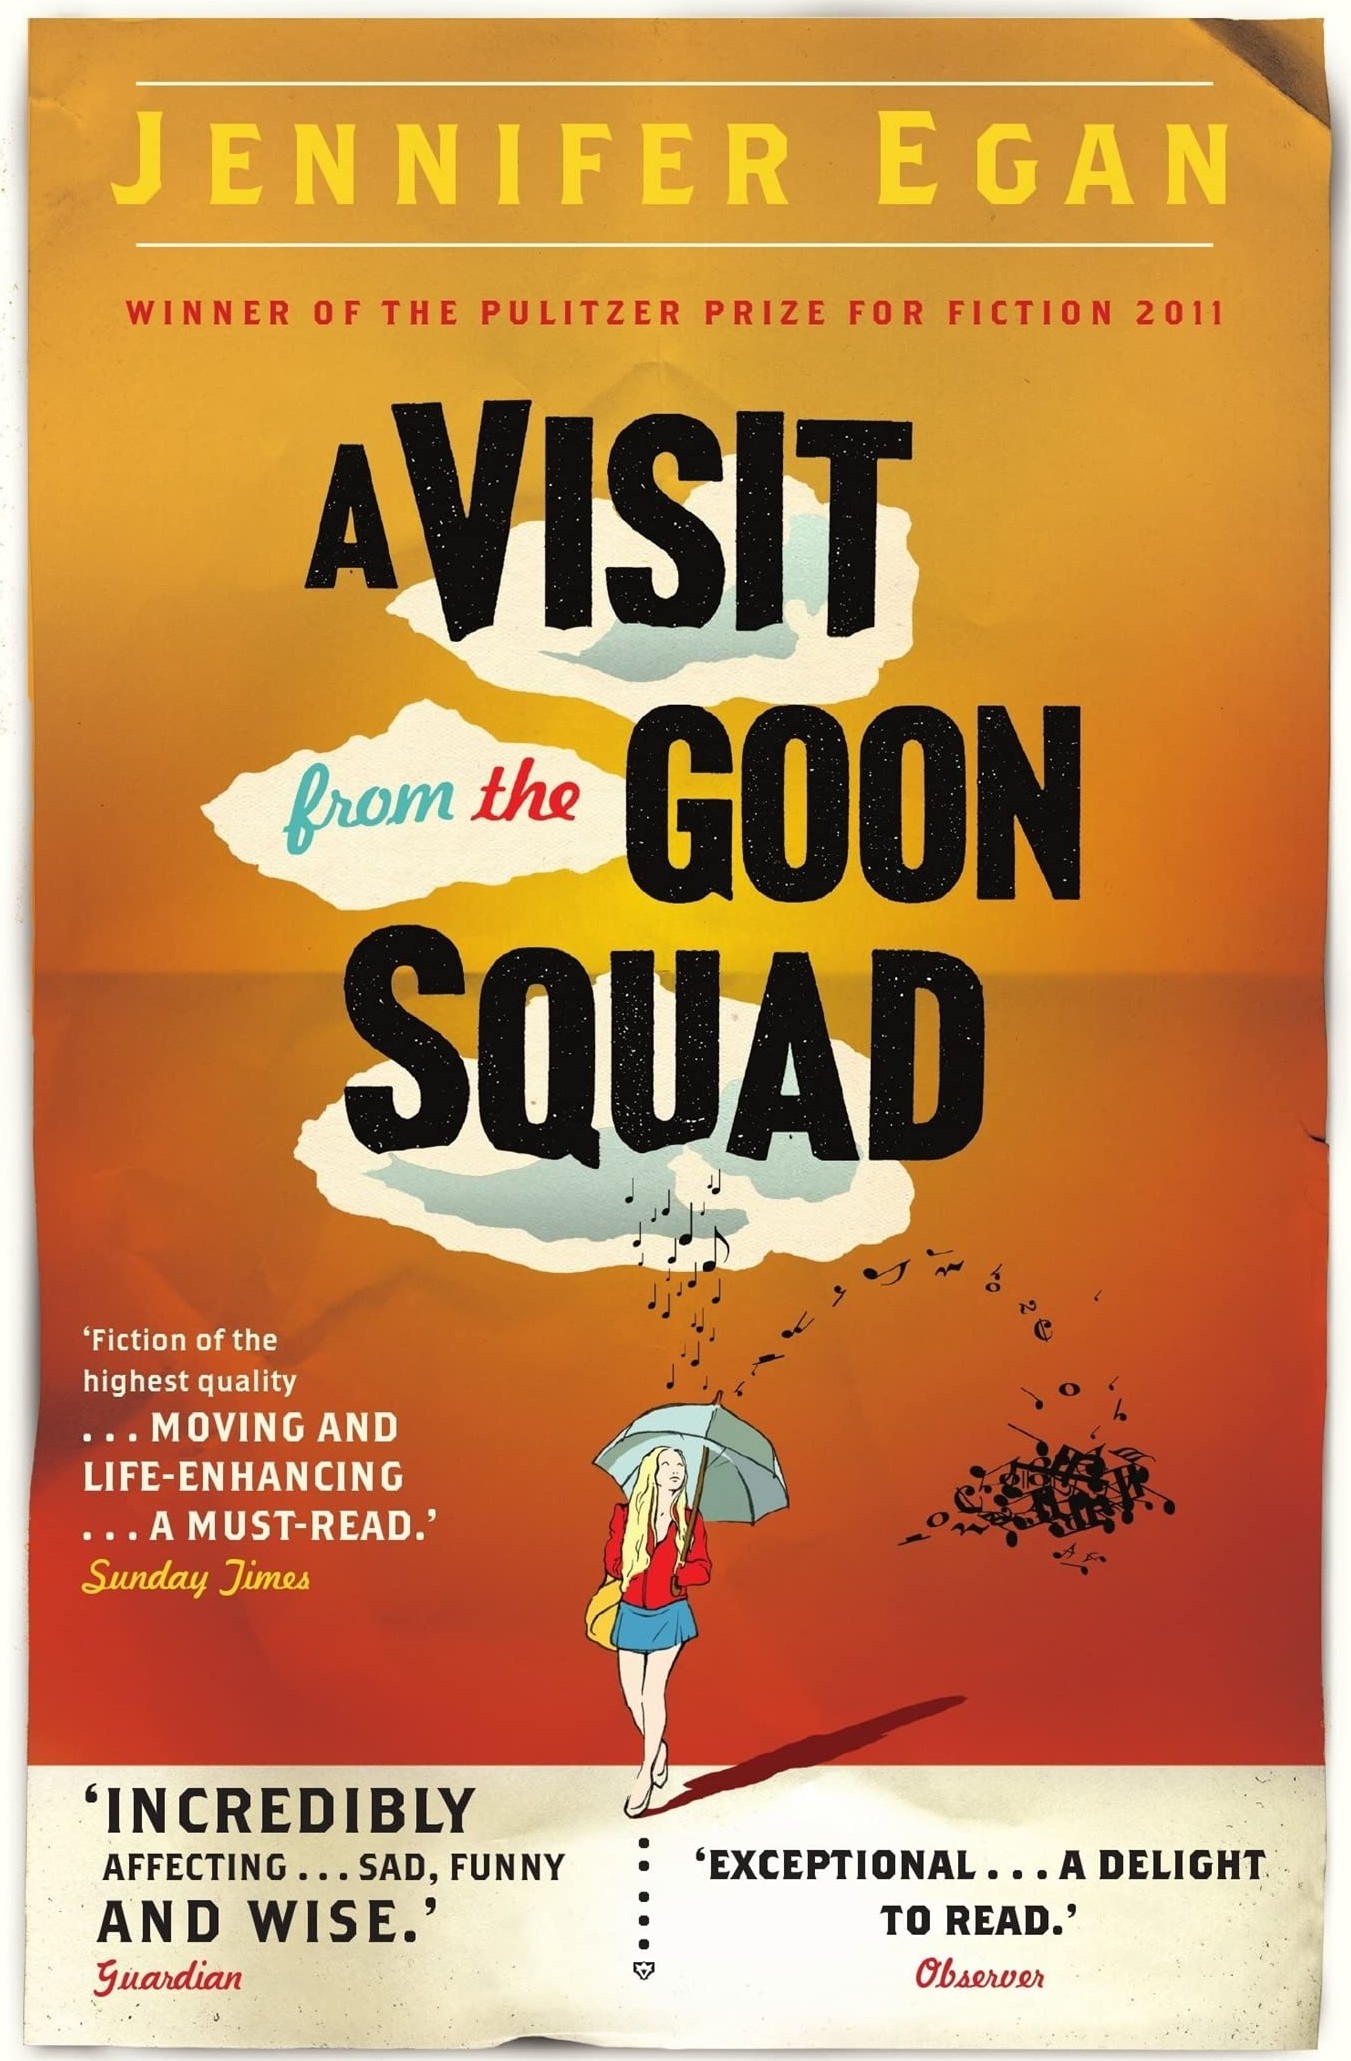 JENNIFER EGAN
WINNER OF THE PULITZER PRIZE FOR FICTION 2011
A VISIT
from the GOON
SQUAD
‘Fiction of the
highest quality
... MOVING AND
LIFE-ENHANCING
... A MUST-READ.’
Sunday Times
‘INCREDIBLY
AFFECTING ... SAD, FUNNY
AND WISE.’
Guardian
‘EXCEPTIONAL ... A DELIGHT
TO READ.’
Observer